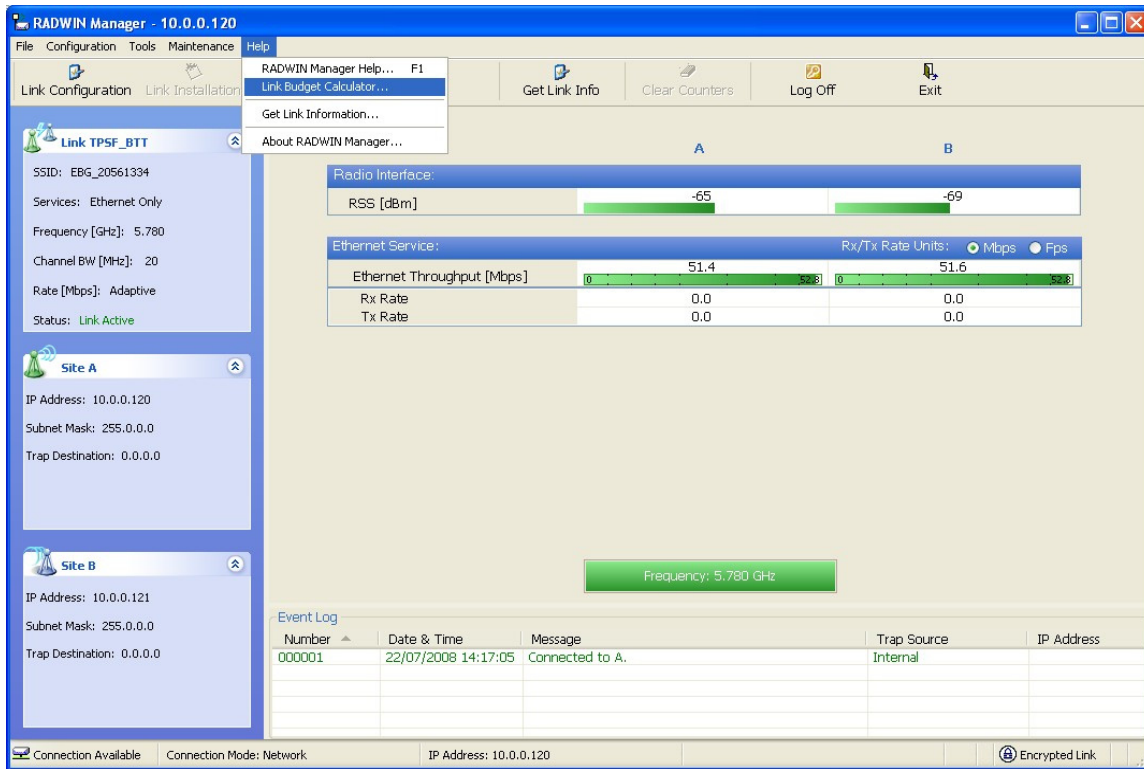 RADWIN Manager - 10.0.0.120
File Configuration Tools Maintenance Help
RADWIN Manager Help... F1
Link Budget Calculator...
Get Link Information...
About RADWIN Manager...
Link Configuration Link Installation Get Link Info Clear Counters Log Off Exit
Link TPSF_BTT
SSID: EBG_20561334
Services: Ethernet Only
Frequency [GHz]: 5.780
Channel BW [MHz]: 20
Rate [Mbps]: Adaptive
Status: Link Active
Site A
IP Address: 10.0.0.120
Subnet Mask: 255.0.0.0
Trap Destination: 0.0.0.0
Site B
IP Address: 10.0.0.121
Subnet Mask: 255.0.0.0
Trap Destination: 0.0.0.0
A B
Radio Interface:
RSS [dBm] -65 -69
Ethernet Service: Rx/Tx Rate Units: Mbps Fps
Ethernet Throughput [Mbps] 51.4 51.6
0 52.8 0 52.8
Rx Rate 0.0 0.0
Tx Rate 0.0 0.0
Frequency: 5.780 GHz
Event Log
Number Date & Time Message Trap Source IP Address
000001 22/07/2008 14:17:05 Connected to A. Internal
Connection Available Connection Mode: Network IP Address: 10.0.0.120 Encrypted Link